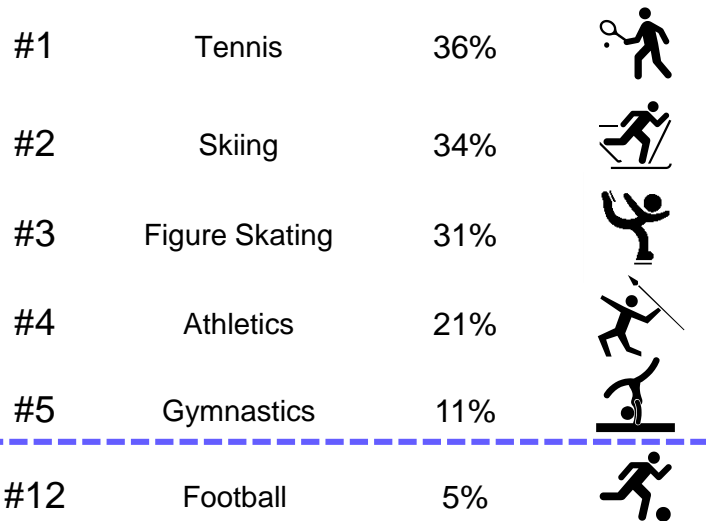 #1 Tennis 36%
#2 Skiing 34%
#3 Figure Skating 31%
#4 Athletics 21%
#5 Gymnastics 11%
#12 Football 5%